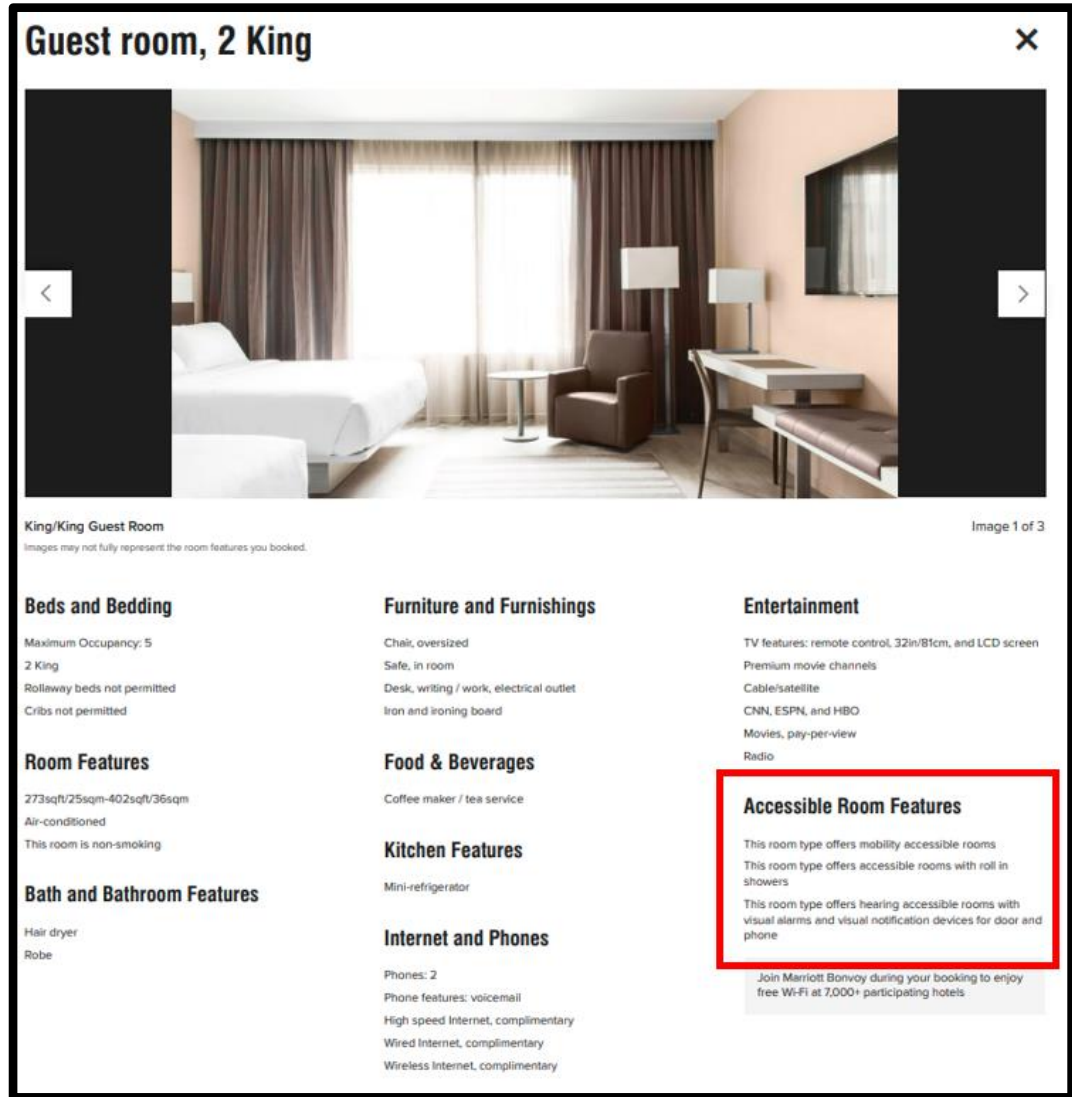 Guest room, 2 King
King/King Guest Room
Image 1 of 3
Images may not fully represent the room features you booked.
Beds and Bedding
Maximum Occupancy: 5
2 King
Rollaway beds not permitted
Cribs not permitted
Room Features
273sqft/25sqm-402sqft/36sqm
Air-conditioned
This room is non-smoking
Bath and Bathroom Features
Hair dryer
Robe
Furniture and Furnishings
Chair, oversized
Safe, in room
Desk, writing / work, electrical outlet
Iron and ironing board
Food & Beverages
Coffee maker / tea service
Kitchen Features
Mini-refrigerator
Internet and Phones
Phones: 2
Phone features: voicemail
High speed Internet, complimentary
Wired Internet, complimentary
Wireless Internet, complimentary
Entertainment
TV features: remote control, 32in/81cm, and LCD screen
Premium movie channels
Cable/satellite
CNN, ESPN, and HBO
Movies, pay-per-view
Radio
Accessible Room Features
This room type offers mobility accessible rooms
This room type offers accessible rooms with roll in
showers
This room type offers hearing accessible rooms with
visual alarms and visual notification devices for door and
phone
Join Marriott Bonvoy during your booking to enjoy
free Wi-Fi at 7,000+ participating hotels